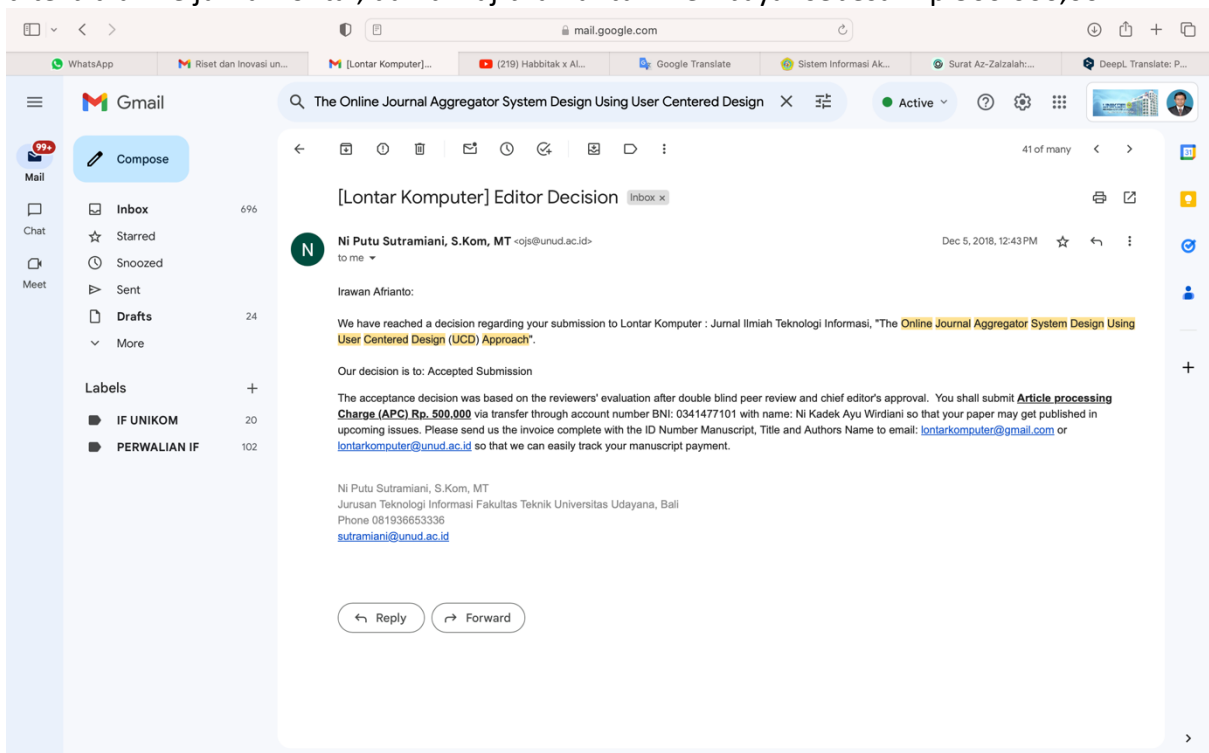 mail.google.com
WhatsApp
Riset dan Inovasi un...
[Lontar Komputer]...
(219) Habbitak x Al...
Google Translate
Sistem Informasi Ak...
Surat Az-Zalzalah:...
DeepL Translate: P...
Gmail
The Online Journal Aggregator System Design Using User Centered Design
Active
99+
Mail
Chat
Meet
Compose
41 of many
Inbox 696
Starred
Snoozed
Sent
Drafts 24
More
Labels
IF UNIKOM 20
PERWALIAN IF 102
[Lontar Komputer] Editor Decision Inbox x
N
Ni Putu Sutramiani, S.Kom, MT <ojs@unud.ac.id> Dec 5, 2018, 12:43 PM
to me
Irawan Afrianto:
We have reached a decision regarding your submission to Lontar Komputer : Jurnal Ilmiah Teknologi Informasi, "The Online Journal Aggregator System Design Using
User Centered Design (UCD) Approach".
Our decision is to: Accepted Submission
The acceptance decision was based on the reviewers' evaluation after double blind peer review and chief editor's approval. You shall submit Article processing
Charge (APC) Rp. 500,000 via transfer through account number BNI: 0341477101 with name: Ni Kadek Ayu Wirdiani so that your paper may get published in
upcoming issues. Please send us the invoice complete with the ID Number Manuscript, Title and Authors Name to email: lontarkomputer@gmail.com or
lontarkomputer@unud.ac.id so that we can easily track your manuscript payment.
Ni Putu Sutramiani, S.Kom, MT
Jurusan Teknologi Informasi Fakultas Teknik Universitas Udayana, Bali
Phone 081936653336
sutramiani@unud.ac.id
Reply
Forward
31